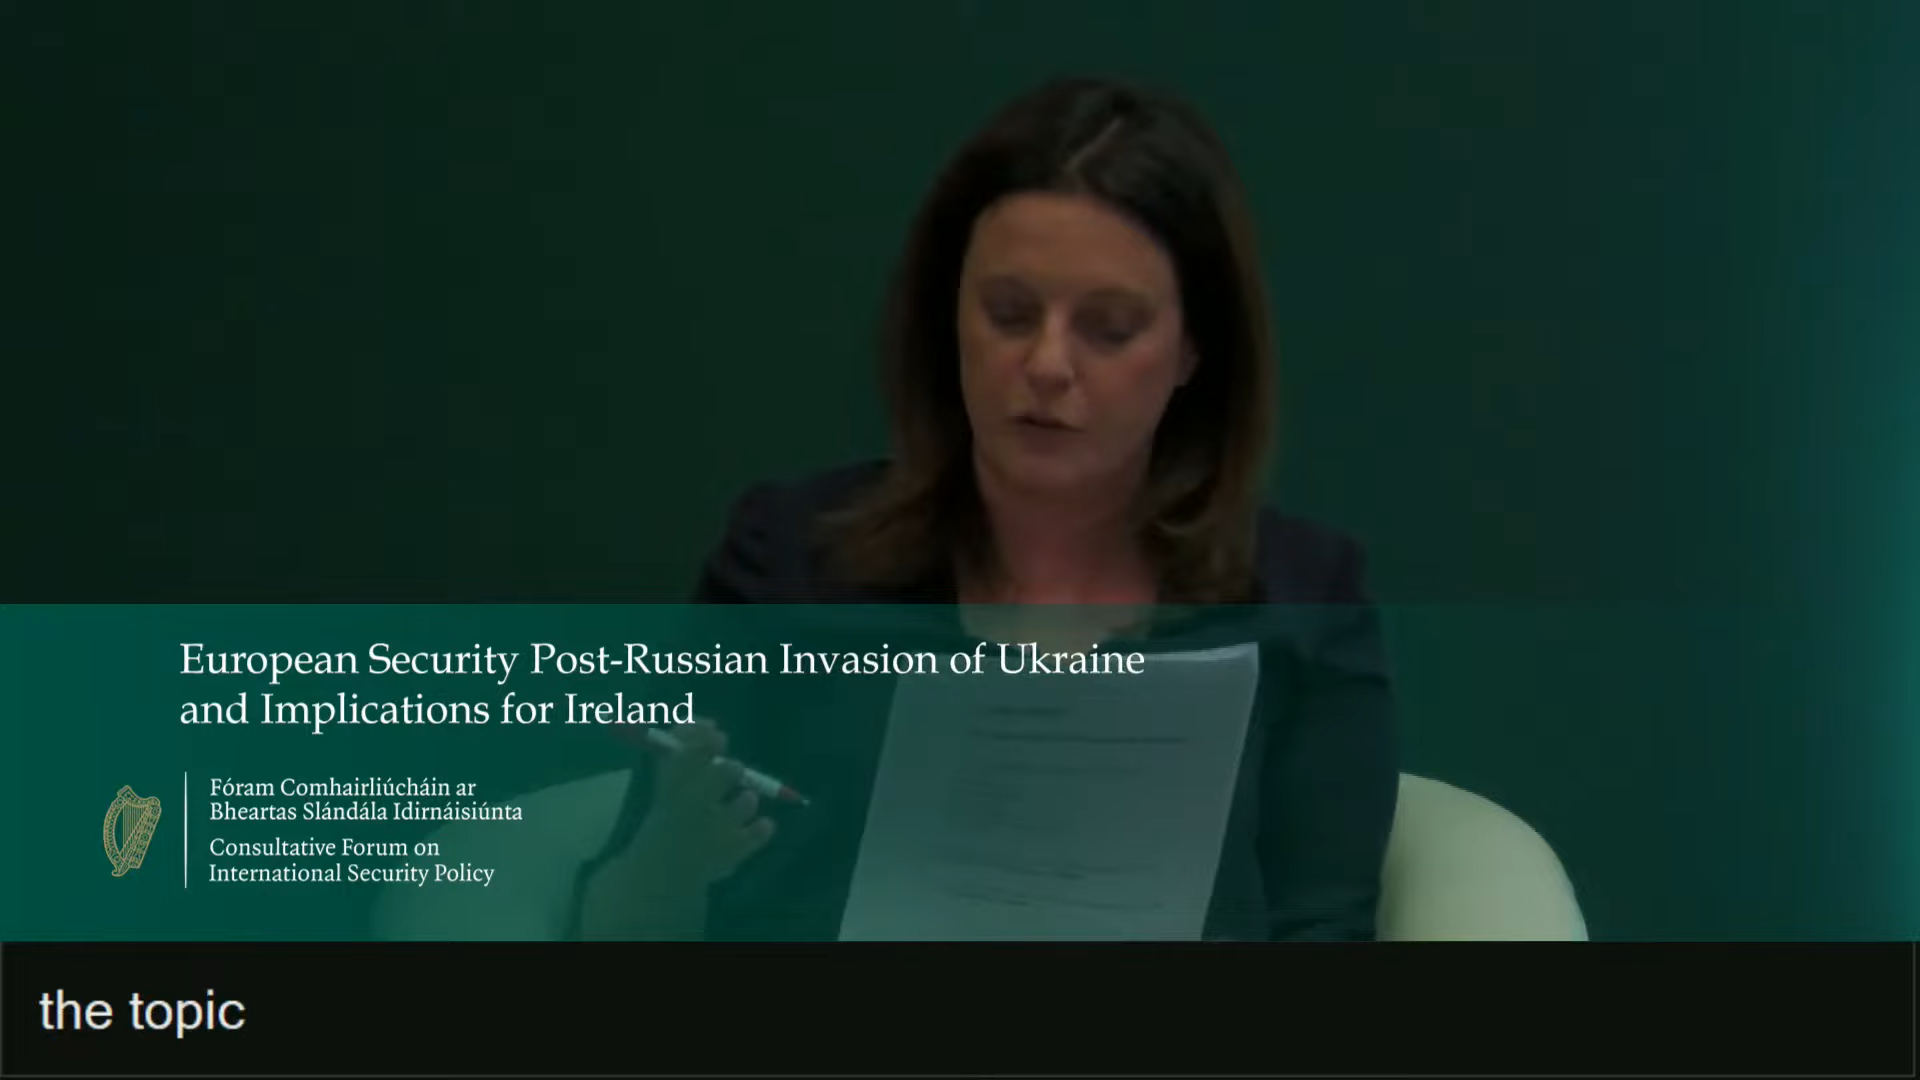 European Security Post-Russian Invasion of Ukraine
and Implications for Ireland
Fóram Comhairliúcháin ar
Bheartas Slándála Idirnáisiúnta
Consultative Forum on
International Security Policy
the topic